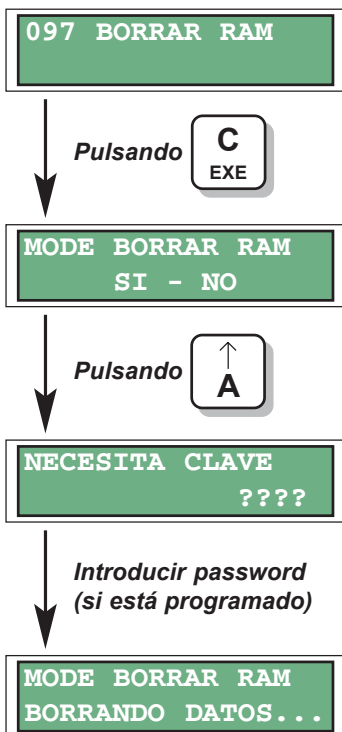 097 BORRAR RAM
Pulsando
C
EXE
MODE BORRAR RAM
SI - NO
Pulsando
↑
A
NECESITA CLAVE
????
Introducir password
(si está programado)
MODE BORRAR RAM
BORRANDO DATOS...